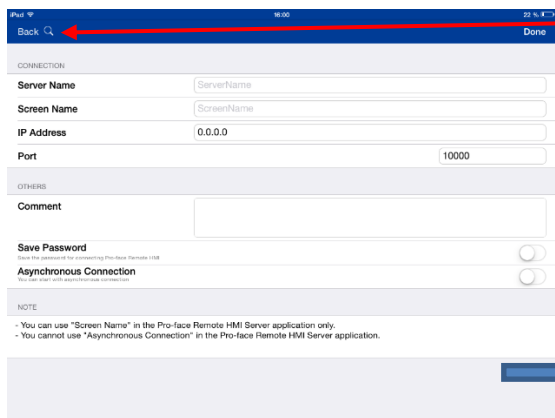 iPad 16:00 22 %
Back Done
CONNECTION
Server Name ServerName
Screen Name ScreenName
IP Address 0.0.0.0
Port 10000
OTHERS
Comment
Save Password
Save the password for connecting Pro-face Remote HMI
Asynchronous Connection
You can start with asynchronous connection
NOTE
- You can use "Screen Name" in the Pro-face Remote HMI Server application only.
- You cannot use "Asynchronous Connection" in the Pro-face Remote HMI Server application.